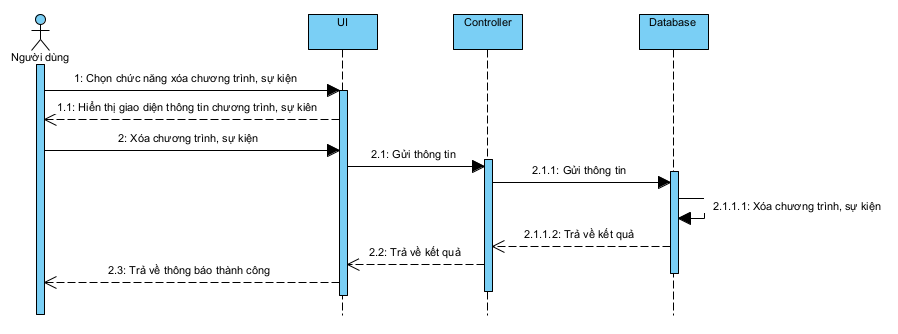 Người dùng
UI
Controller
Database
1: Chọn chức năng xóa chương trình, sự kiện
1.1: Hiển thị giao diện thông tin chương trình, sự kiên
2: Xóa chương trình, sự kiện
2.1: Gửi thông tin
2.1.1: Gửi thông tin
2.1.1.1: Xóa chương trình, sự kiện
2.1.1.2: Trả về kết quả
2.2: Trả về kết quả
2.3: Trả về thông báo thành công